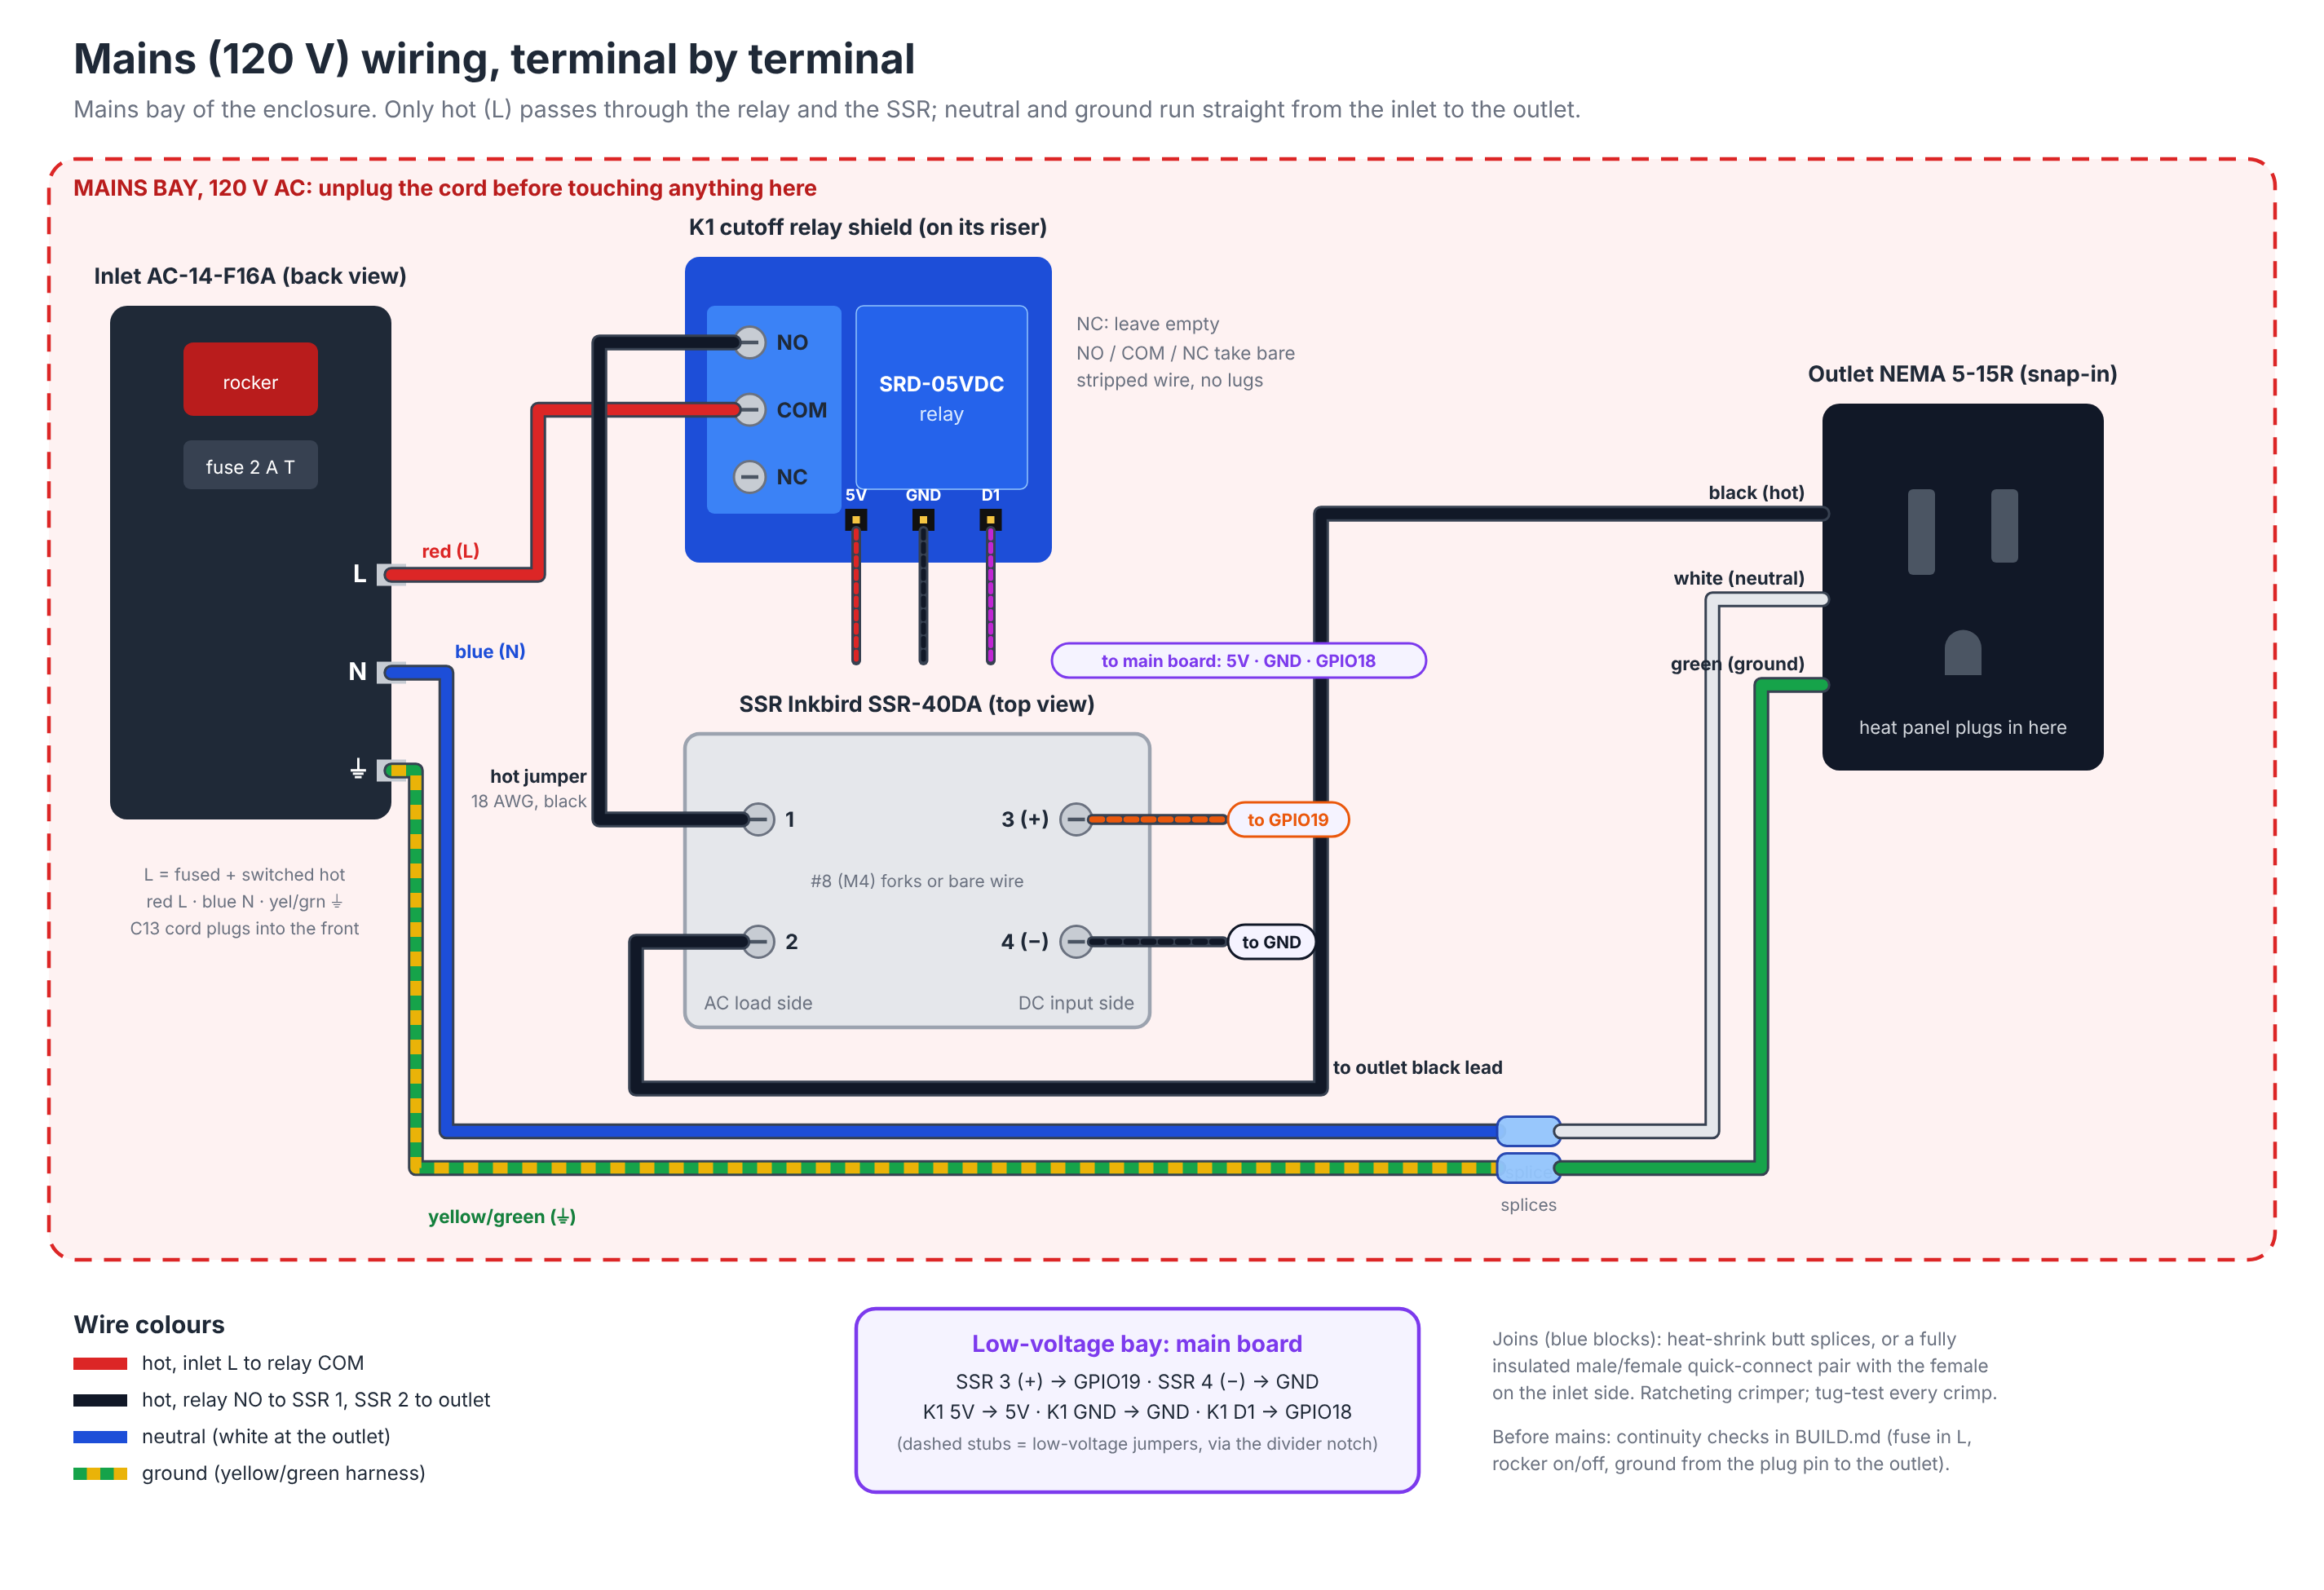 Mains (120 V) wiring, terminal by terminal
Mains bay of the enclosure. Only hot (L) passes through the relay and the SSR; neutral and ground run straight from the inlet to the outlet.
MAINS BAY, 120 V AC: unplug the cord before touching anything here
K1 cutoff relay shield (on its riser)
Inlet AC-14-F16A (back view)
rocker
fuse 2 A T
L
N
⏚
red (L)
blue (N)
L = fused + switched hot
red L · blue N · yel/grn ⏚
C13 cord plugs into the front
NO
COM
NC
SRD-05VDC
relay
5V
GND
D1
NC: leave empty
NO / COM / NC take bare
stripped wire, no lugs
to main board: 5V · GND · GPIO18
Outlet NEMA 5-15R (snap-in)
black (hot)
white (neutral)
green (ground)
heat panel plugs in here
SSR Inkbird SSR-40DA (top view)
hot jumper
18 AWG, black
1
3 (+)
to GPIO19
#8 (M4) forks or bare wire
2
4 (−)
to GND
AC load side
DC input side
to outlet black lead
splices
yellow/green (⏚)
Wire colours
hot, inlet L to relay COM
hot, relay NO to SSR 1, SSR 2 to outlet
neutral (white at the outlet)
ground (yellow/green harness)
Low-voltage bay: main board
SSR 3 (+) → GPIO19 · SSR 4 (−) → GND
K1 5V → 5V · K1 GND → GND · K1 D1 → GPIO18
(dashed stubs = low-voltage jumpers, via the divider notch)
Joins (blue blocks): heat-shrink butt splices, or a fully
insulated male/female quick-connect pair with the female
on the inlet side. Ratcheting crimper; tug-test every crimp.
Before mains: continuity checks in BUILD.md (fuse in L,
rocker on/off, ground from the plug pin to the outlet).